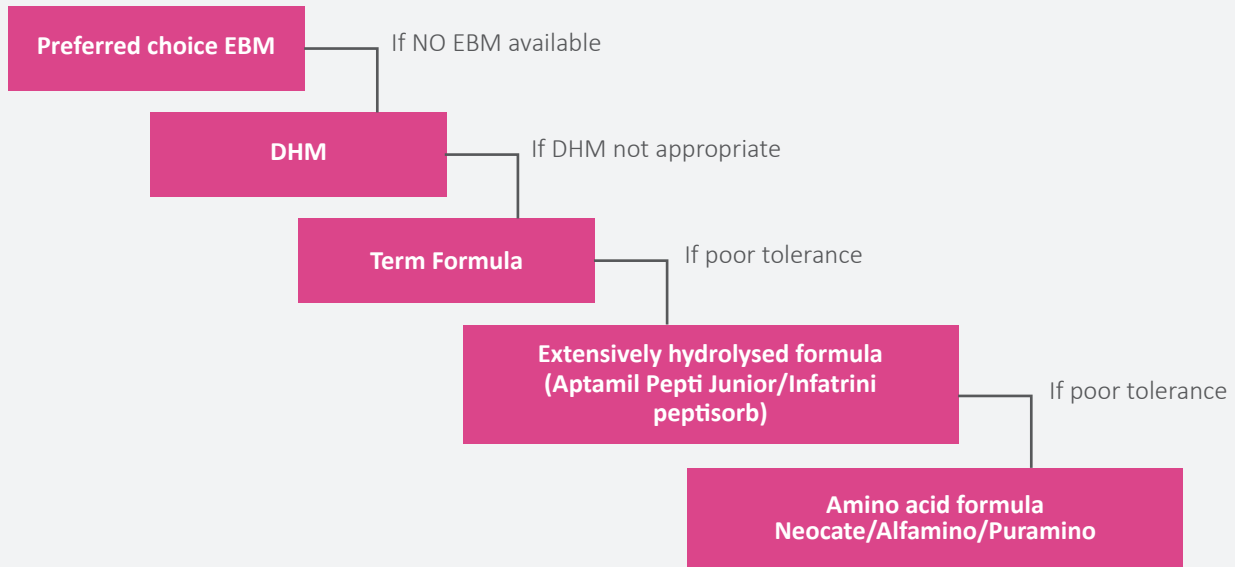 Preferred choice EBM
If NO EBM available
DHM
If DHM not appropriate
Term Formula
If poor tolerance
Extensively hydrolysed formula
(Aptamil Pepti Junior/Infatrini
peptisorb)
If poor tolerance
Amino acid formula
Neocate/Alfamino/Puramino